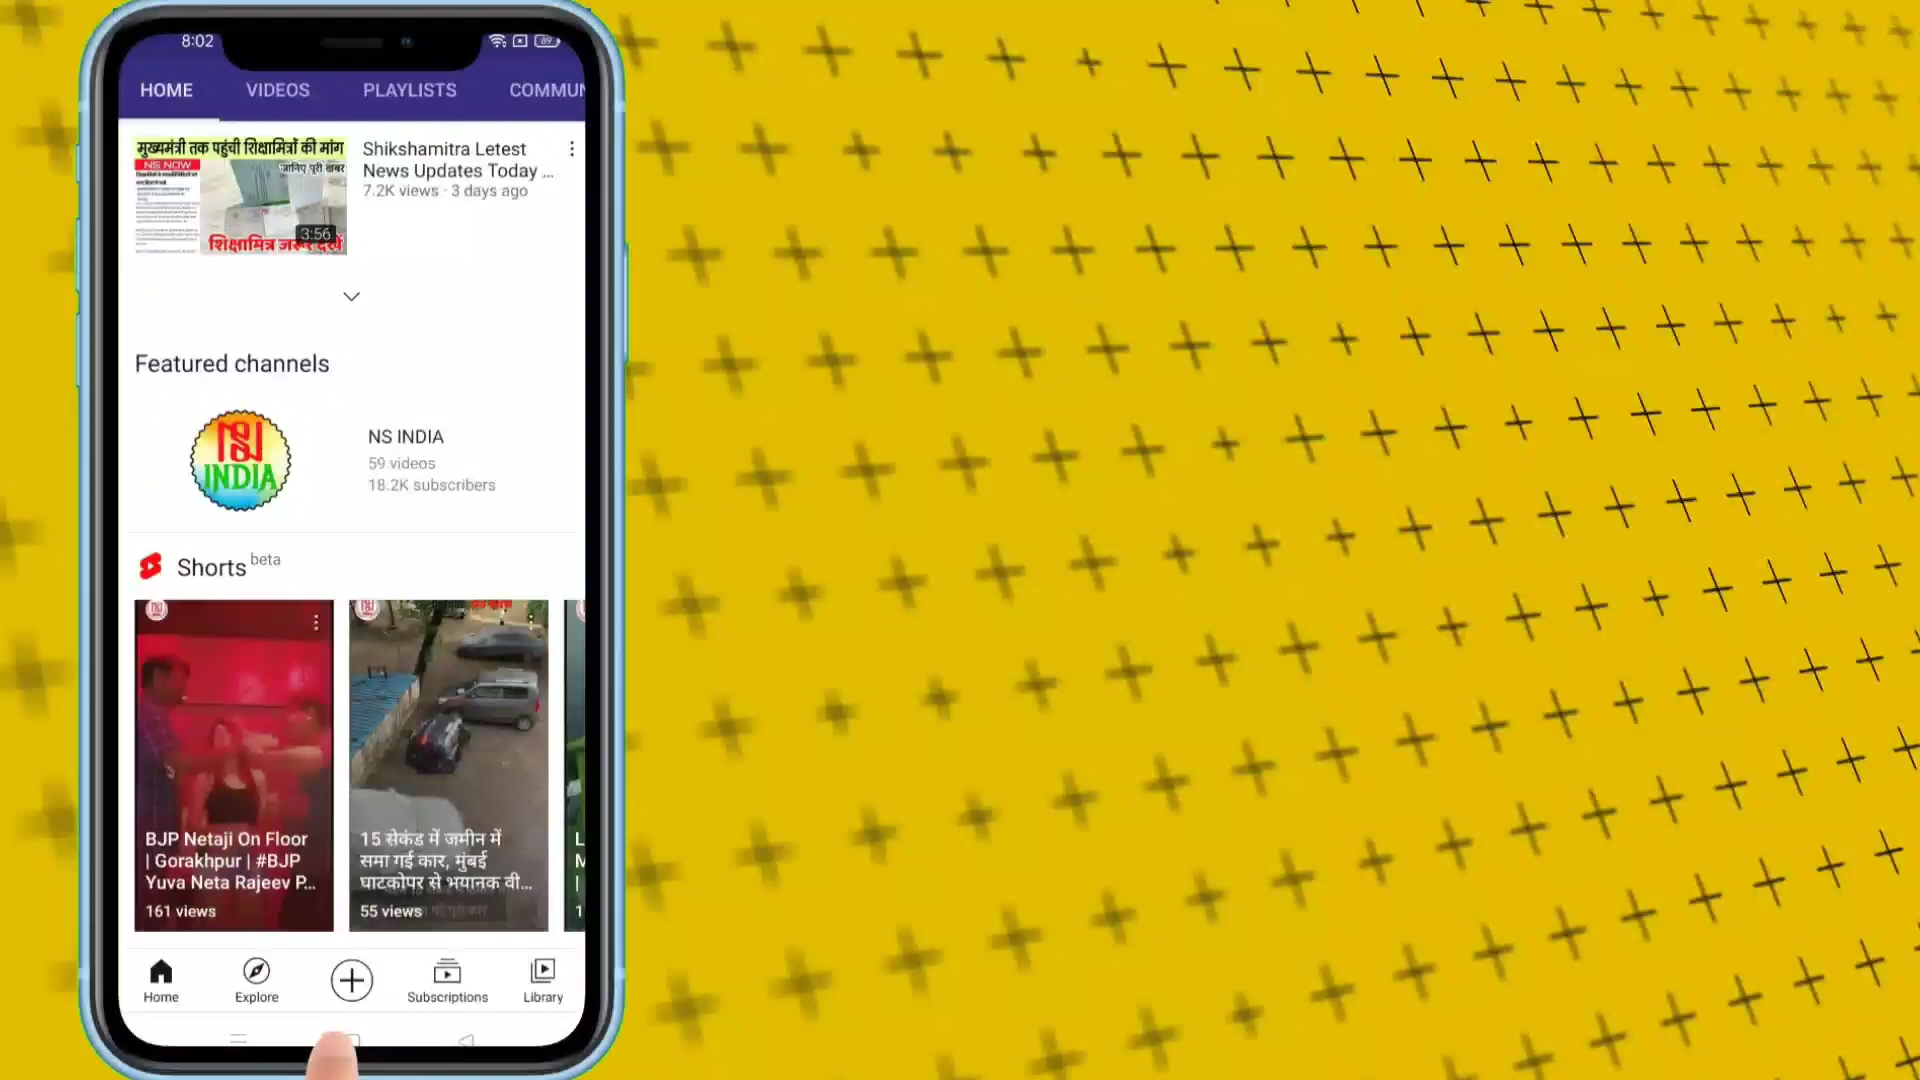 8:02
89
HOME
VIDEOS
PLAYLISTS
COMMUN
मुख्यमंत्री तक पहुंची शिक्षामित्रों की मांग
NS NOW
जानिए पूरी खबर
3:56
शिक्षामित्र जरूर देखें
Shikshamitra Letest
News Updates Today ...
7.2K views · 3 days ago
Featured channels
NS
INDIA
NS INDIA
59 videos
18.2K subscribers
Shorts beta
BJP Netaji On Floor
| Gorakhpur | #BJP
Yuva Neta Rajeev P...
161 views
15 सेकंड में जमीन में
समा गई कार, मुंबई
घाटकोपर से भयानक वी...
55 views
L
M
|
1
Home
Explore
Subscriptions
Library